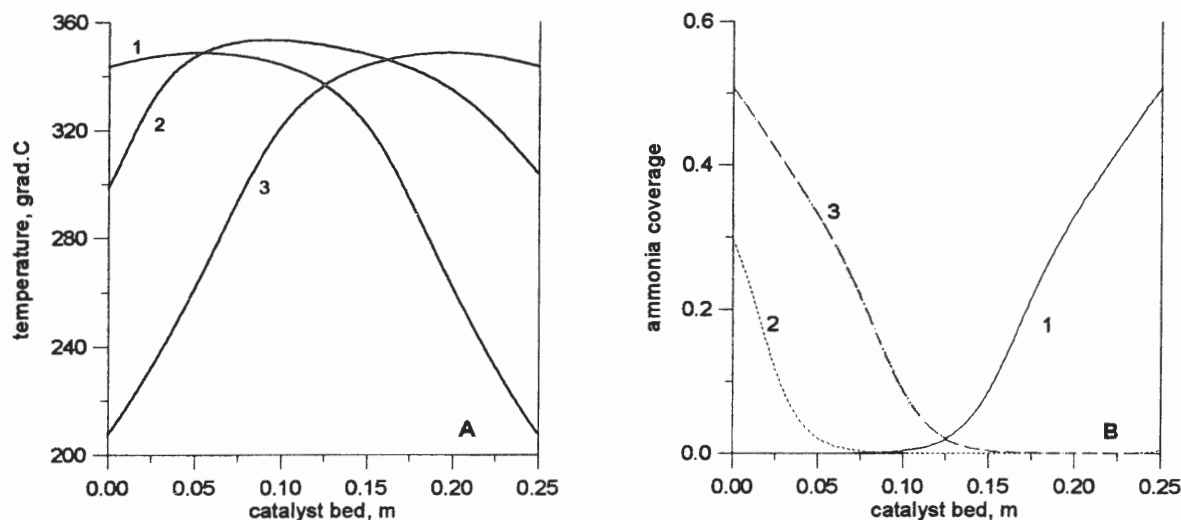 360
320
280
240
200
temperature, grad.C
1
2
3
A
0.00 0.05 0.10 0.15 0.20 0.25
catalyst bed, m
0.6
0.4
0.2
0.0
ammonia coverage
3
2
1
B
0.00 0.05 0.10 0.15 0.20 0.25
catalyst bed, m